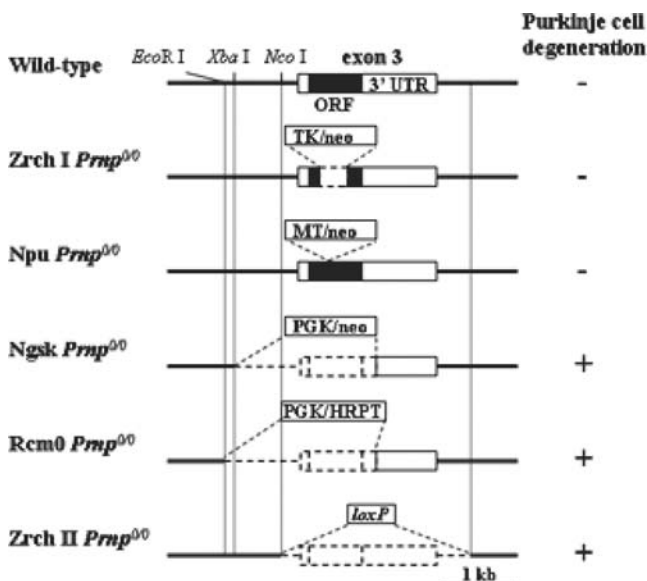 Purkinje cell
degeneration
Wild-type EcoR I Xba I Nco I exon 3
3' UTR -
ORF
TK/neo
Zrch I Prnp0/0 -
MT/neo
Npu Prnp0/0 -
PGK/neo
Ngsk Prnp0/0 +
PGK/HRPT
Rcm0 Prnp0/0 +
loxP
Zrch II Prnp0/0 +
1 kb